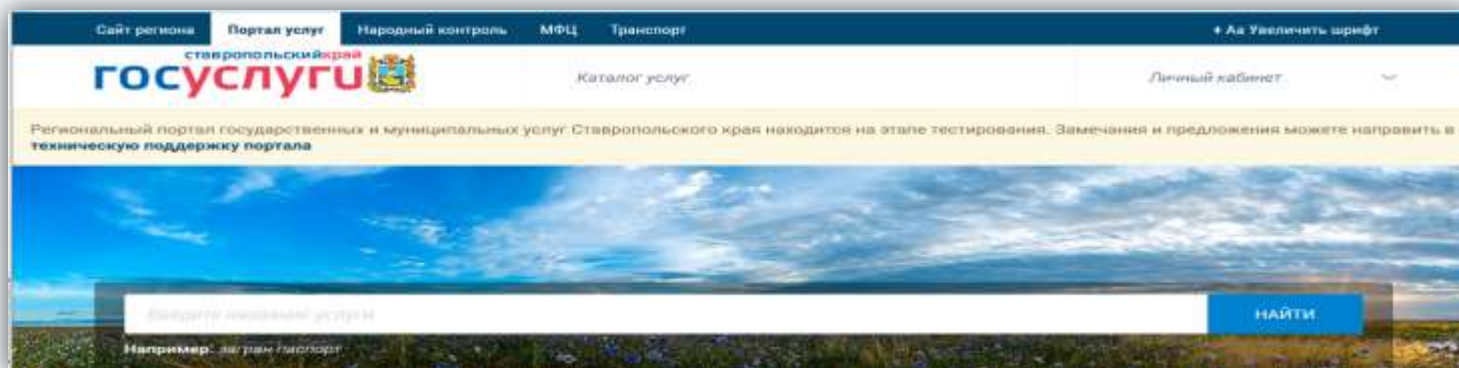 Сайт региона Портал услуг Народный контроль МФЦ Транспорт + Аа Увеличить шрифт
ставропольскийкрай
госуслуги Каталог услуг Личный кабинет
Региональный портал государственных и муниципальных услуг Ставропольского края находится на этапе тестирования. Замечания и предложения можете направить в
техническую поддержку портала
Введите название услуги НАЙТИ
Например: загран паспорт